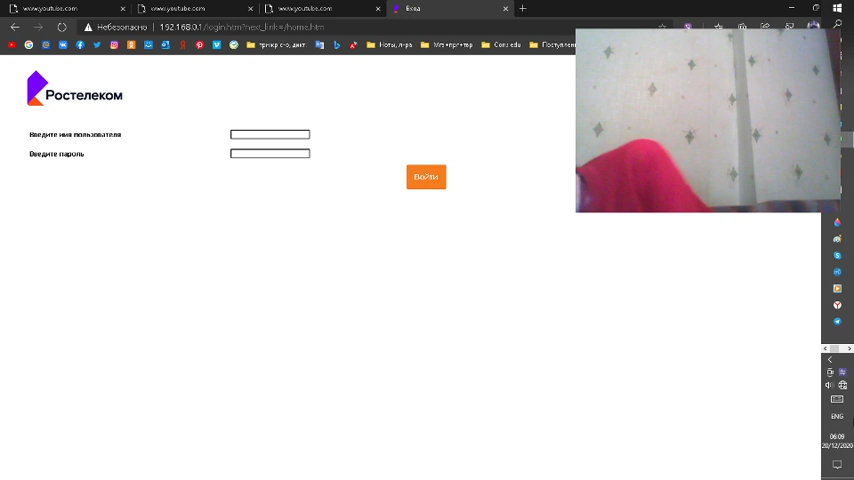 www.youtube.com
www.youtube.com
www.youtube.com
Вход
Небезопасно
192.168.0.1/login.htm?next_link=/home.htm
Ростелеком
Введите имя пользователя
Введите пароль
Войти
ENG
06:09
28/12/2020